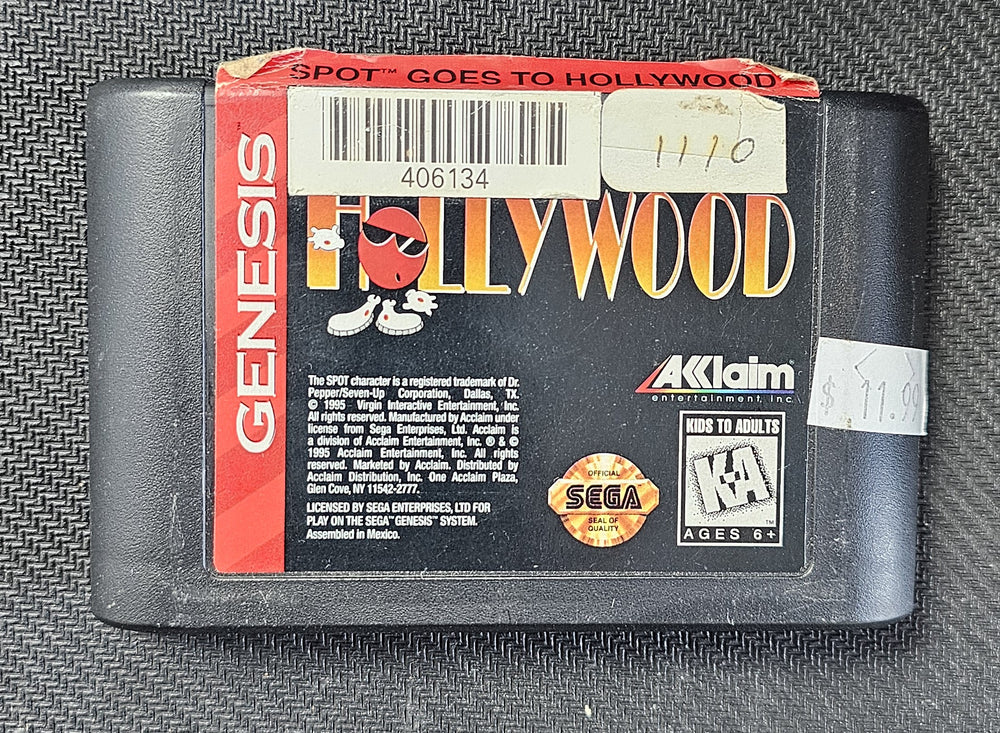 SPOT™ GOES TO HOLLYWOOD
GENESIS
406134
1110
HOLLYWOOD
The SPOT character is a registered trademark of Dr.
Pepper/Seven-Up Corporation, Dallas, TX.
© 1995 Virgin Interactive Entertainment, Inc.
All rights reserved. Manufactured by Acclaim under
license from Sega Enterprises, Ltd. Acclaim is
a division of Acclaim Entertainment, Inc. ® & ©
1995 Acclaim Entertainment, Inc. All rights
reserved. Marketed by Acclaim. Distributed by
Acclaim Distribution, Inc. One Acclaim Plaza,
Glen Cove, NY 11542-2777.
LICENSED BY SEGA ENTERPRISES, LTD FOR
PLAY ON THE SEGA™ GENESIS™ SYSTEM.
Assembled in Mexico.
AKKlaim®
entertainment, inc.
$ 11.00
KIDS TO ADULTS
K-A
™
AGES 6+
OFFICIAL
SEGA
SEAL OF
QUALITY